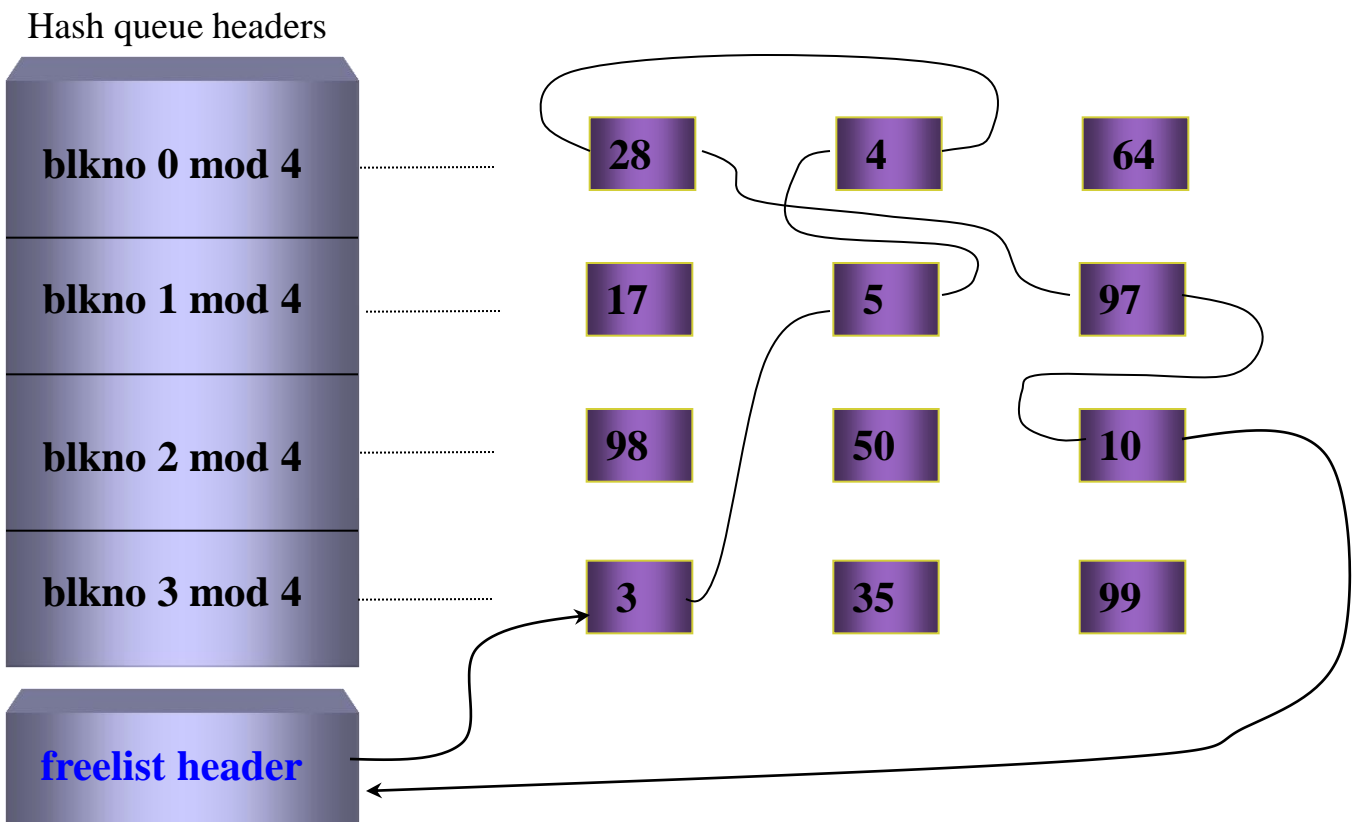 Hash queue headers
blkno 0 mod 4
28 4 64
blkno 1 mod 4
17 5 97
blkno 2 mod 4
98 50 10
blkno 3 mod 4
3 35 99
freelist header